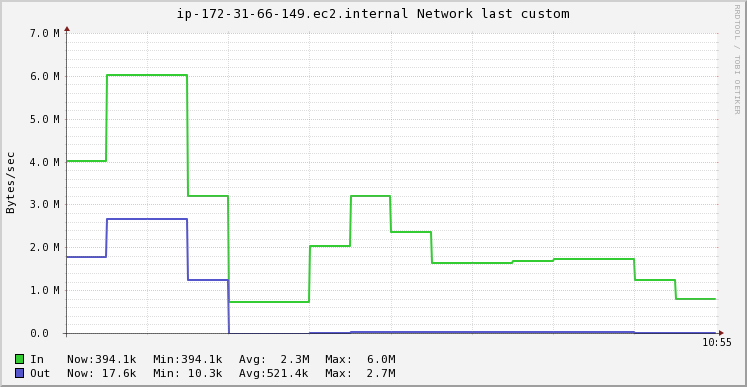 ip-172-31-66-149.ec2.internal Network last custom
RRDTOOL / TOBI OETIKER
Bytes/sec
7.0 M
6.0 M
5.0 M
4.0 M
3.0 M
2.0 M
1.0 M
0.0
10:55
In Now:394.1k Min:394.1k Avg: 2.3M Max: 6.0M
Out Now: 17.6k Min: 10.3k Avg:521.4k Max: 2.7M